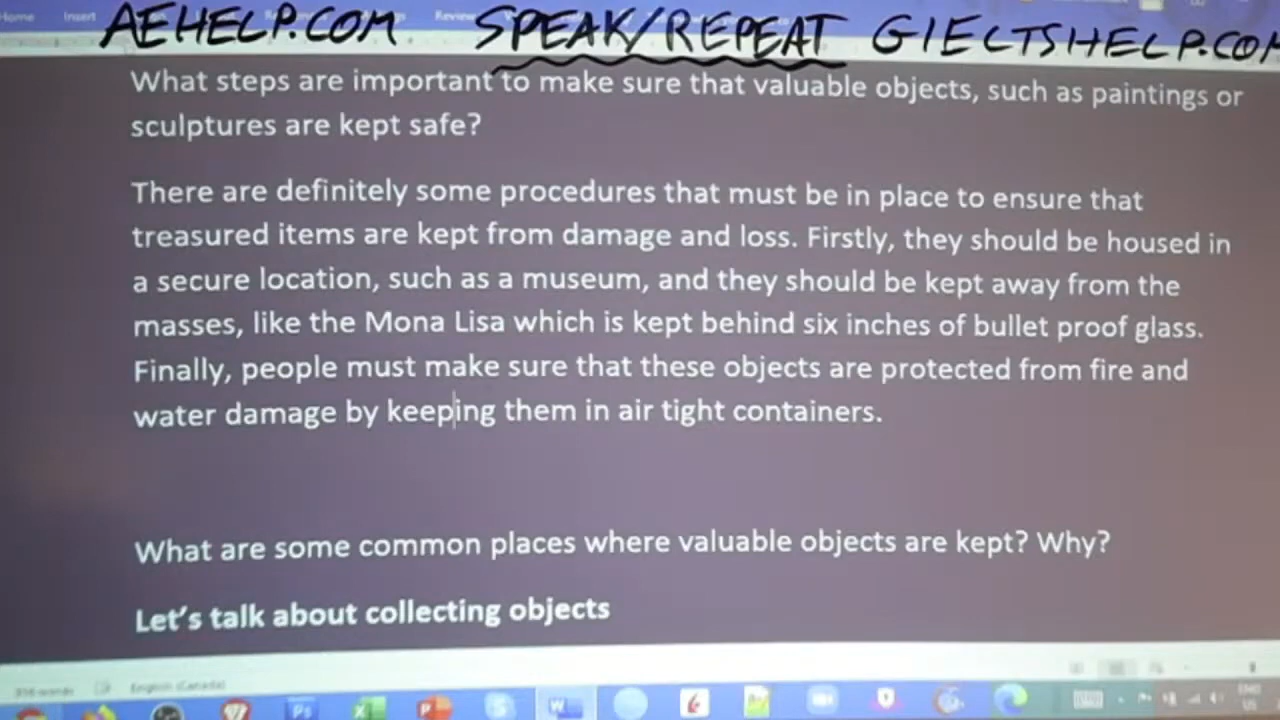 Home Insert Review
AEHELP.COM SPEAK/REPEAT GIELTSHELP.COM
What steps are important to make sure that valuable objects, such as paintings or
sculptures are kept safe?
There are definitely some procedures that must be in place to ensure that
treasured items are kept from damage and loss. Firstly, they should be housed in
a secure location, such as a museum, and they should be kept away from the
masses, like the Mona Lisa which is kept behind six inches of bullet proof glass.
Finally, people must make sure that these objects are protected from fire and
water damage by keeping them in air tight containers.
What are some common places where valuable objects are kept? Why?
Let's talk about collecting objects
English (Canada)